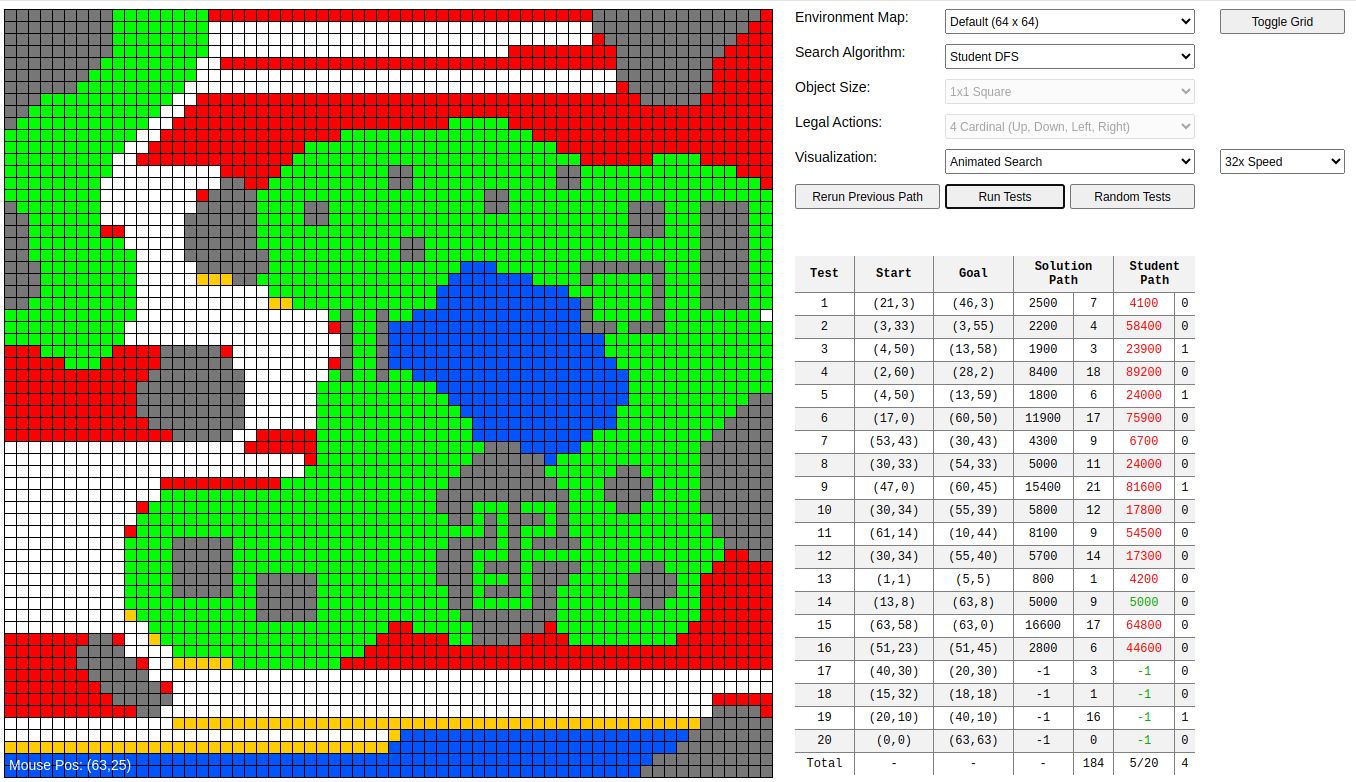 Environment Map: Default (64 x 64) Toggle Grid
Search Algorithm: Student DFS
Object Size: 1x1 Square
Legal Actions: 4 Cardinal (Up, Down, Left, Right)
Visualization: Animated Search 32x Speed
Rerun Previous Path Run Tests Random Tests
Test Start Goal Solution Path Student Path
1 (21,3) (46,3) 2500 7 4100 0
2 (3,33) (3,55) 2200 4 58400 0
3 (4,50) (13,58) 1900 3 23900 1
4 (2,60) (28,2) 8400 18 89200 0
5 (4,50) (13,59) 1800 6 24000 1
6 (17,0) (60,50) 11900 17 75900 0
7 (53,43) (30,43) 4300 9 6700 0
8 (30,33) (54,33) 5000 11 24000 0
9 (47,0) (60,45) 15400 21 81600 1
10 (30,34) (55,39) 5800 12 17800 0
11 (61,14) (10,44) 8100 9 54500 0
12 (30,34) (55,40) 5700 14 17300 0
13 (1,1) (5,5) 800 1 4200 0
14 (13,8) (63,8) 5000 9 5000 0
15 (63,58) (63,0) 16600 17 64800 0
16 (51,23) (51,45) 2800 6 44600 0
17 (40,30) (20,30) -1 3 -1 0
18 (15,32) (18,18) -1 1 -1 0
19 (20,10) (40,10) -1 16 -1 1
20 (0,0) (63,63) -1 0 -1 0
Total - - - 184 5/20 4
Mouse Pos: (63,25)